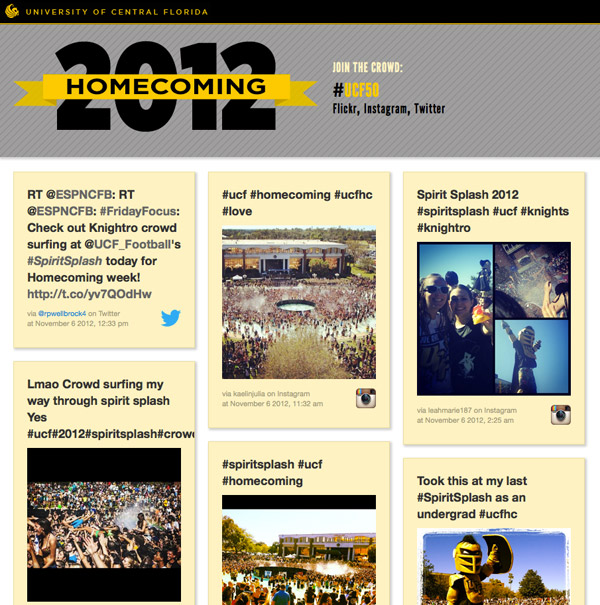 UNIVERSITY OF CENTRAL FLORIDA
2012
HOMECOMING
JOIN THE CROWD:
#UCF50
Flickr, Instagram, Twitter
RT @ESPNCFB: RT
@ESPNCFB: #FridayFocus:
Check out Knightro crowd
surfing at @UCF_Football's
#SpiritSplash today for
Homecoming week!
http://t.co/yv7QOdHw
via @rpwellbrock4 on Twitter
at November 6 2012, 12:33 pm
Lmao Crowd surfing my
way through spirit splash
Yes
#ucf#2012#spiritsplash#crowd
#ucf #homecoming #ucfhc
#love
via kaelinjulia on Instagram
at November 6 2012, 11:32 am
#spiritsplash #ucf
#homecoming
Spirit Splash 2012
#spiritsplash #ucf #knights
#knightro
via leahmarie187 on Instagram
at November 6 2012, 2:25 am
Took this at my last
#SpiritSplash as an
undergrad #ucfhc